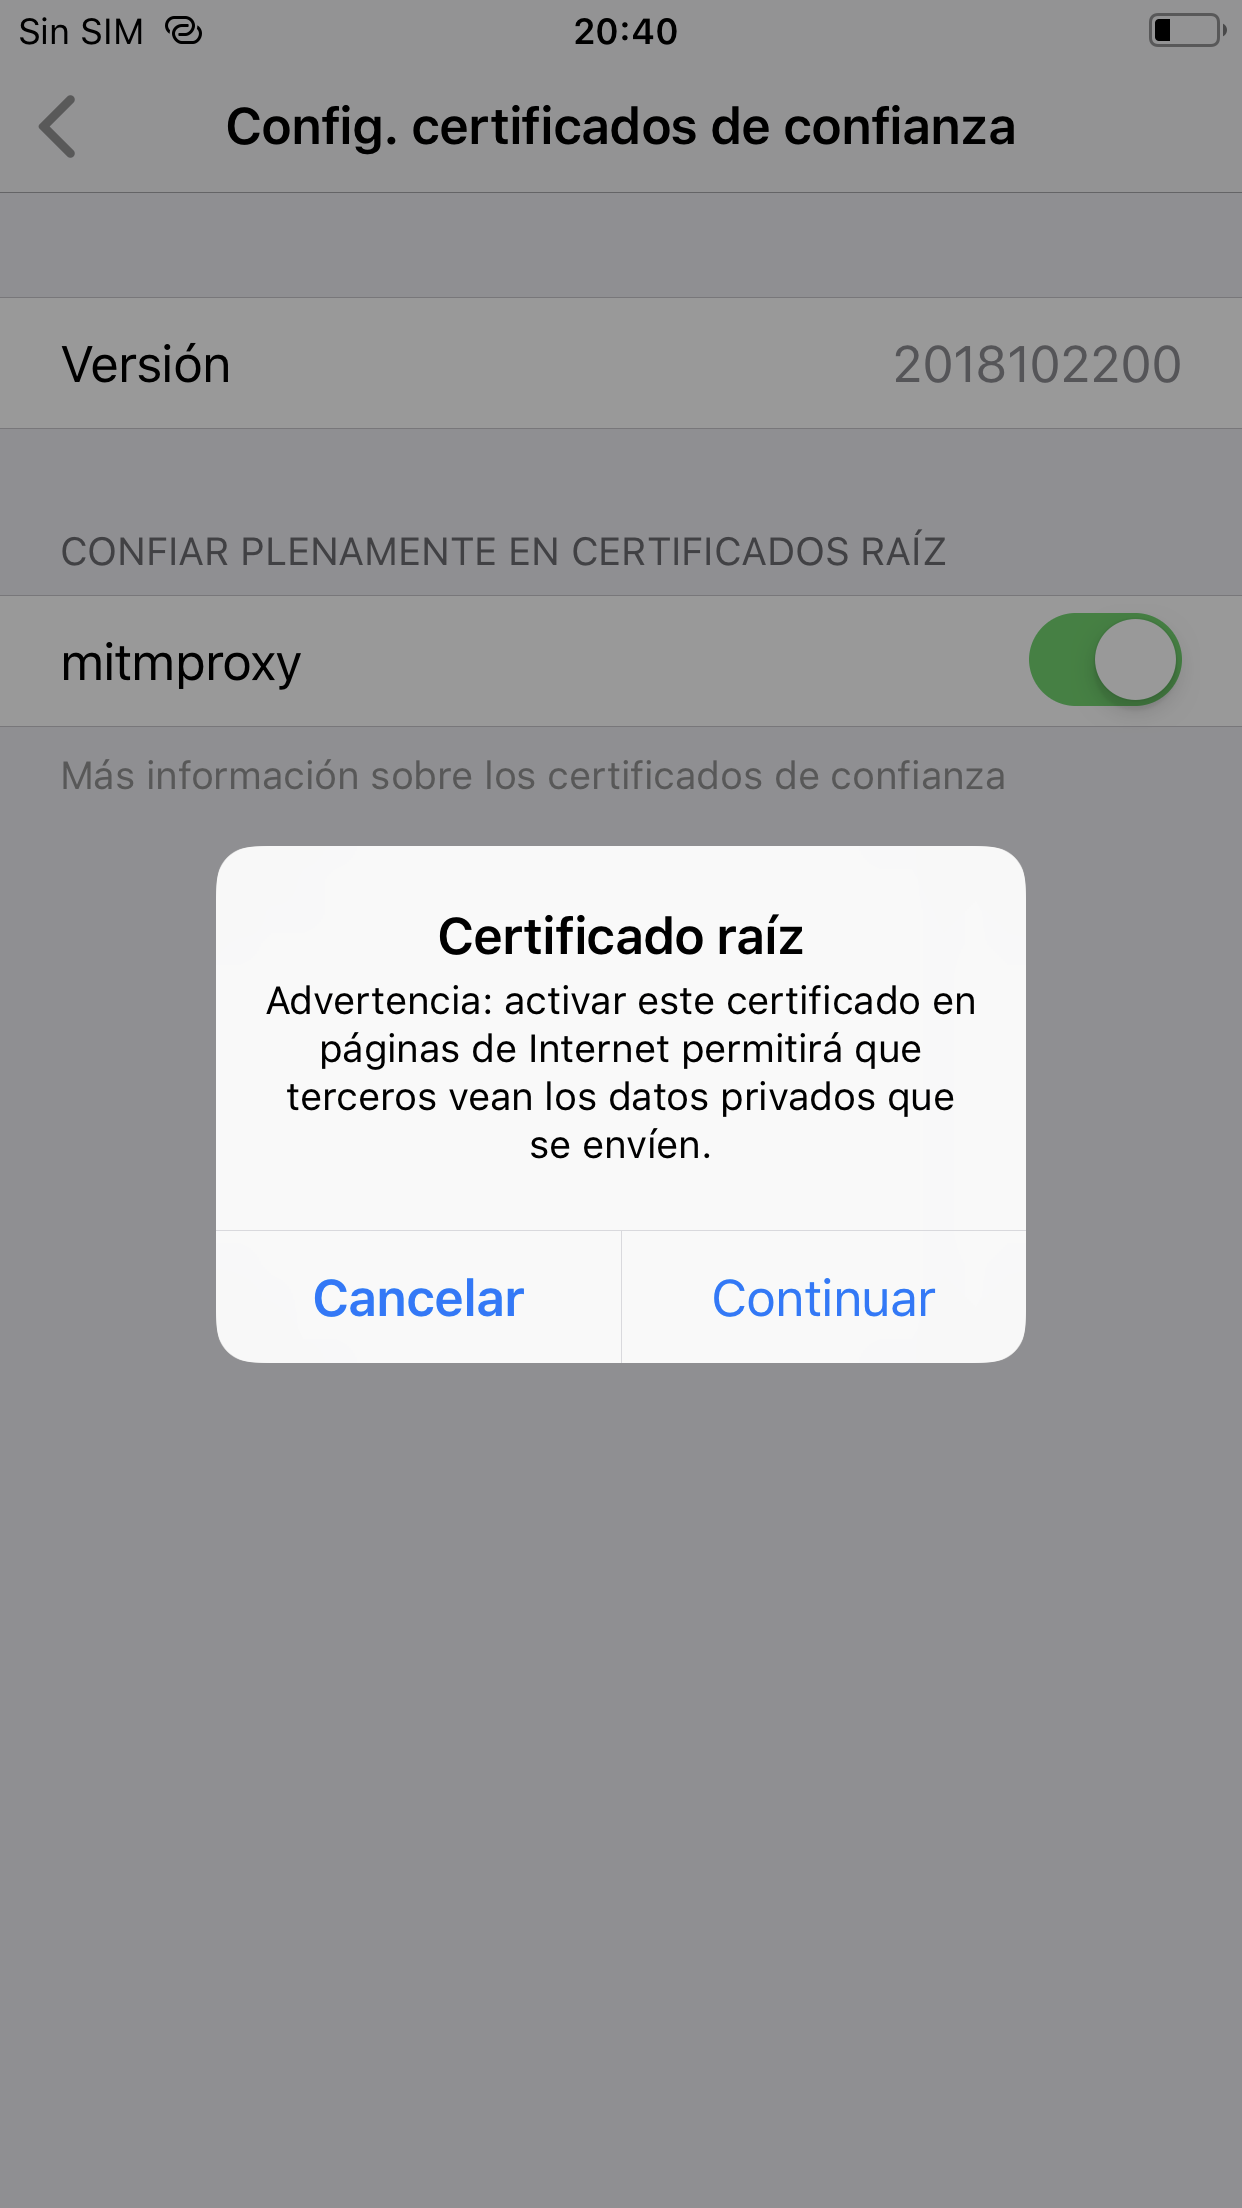 Sin SIM
20:40
Config. certificados de confianza
Versión
2018102200
CONFIAR PLENAMENTE EN CERTIFICADOS RAÍZ
mitmproxy
Más información sobre los certificados de confianza
Certificado raíz
Advertencia: activar este certificado en
páginas de Internet permitirá que
terceros vean los datos privados que
se envíen.
Cancelar
Continuar